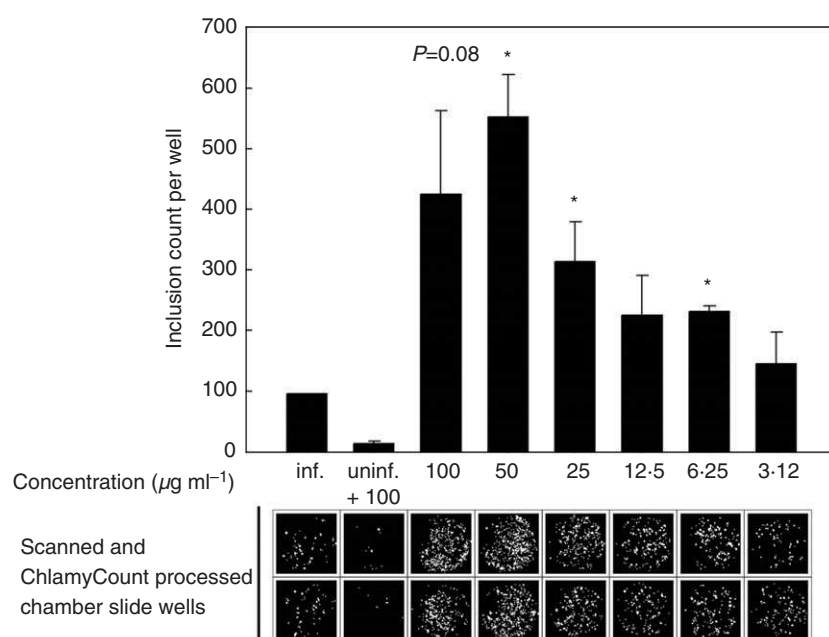 700
P=0.08
*
600
500
*
400
300
*
200
100
0
Inclusion count per well
inf.
uninf.
+ 100
100
50
25
12·5
6·25
3·12
Concentration (µg ml–1)
Scanned and
ChlamyCount processed
chamber slide wells